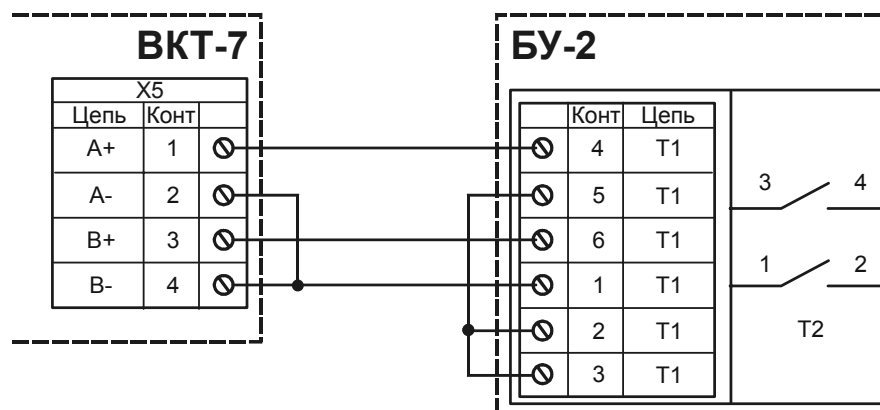 ВКТ-7
X5
Цепь Конт
A+ 1
A- 2
B+ 3
B- 4
БУ-2
Конт Цепь
4 T1
5 T1
6 T1
1 T1
2 T1
3 T1
3 4
1 2
T2